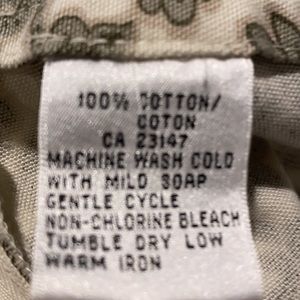 100% COTTON/
COTON
CA 23147
MACHINE WASH COLD
WITH MILD SOAP
GENTLE CYCLE
NON-CHLORINE BLEACH
TUMBLE DRY LOW
WARM IRON